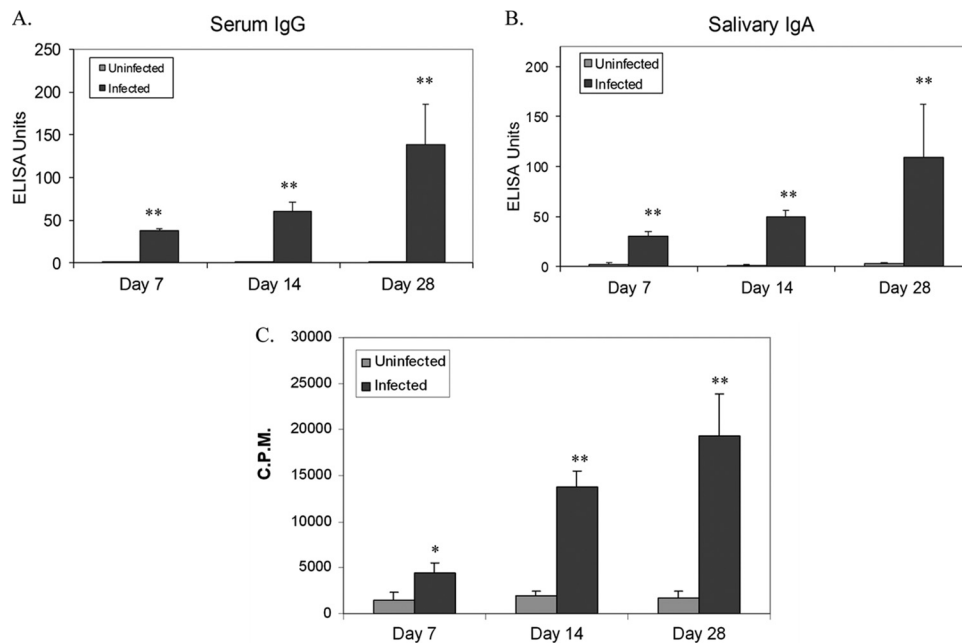 A.
Serum IgG
250
200
150
100
50
0
ELISA Units
Uninfected
Infected
**
**
**
Day 7
Day 14
Day 28
B.
Salivary IgA
200
150
100
50
0
ELISA Units
Uninfected
Infected
**
**
**
Day 7
Day 14
Day 28
C.
30000
25000
20000
15000
10000
5000
0
C.P.M.
Uninfected
Infected
*
**
**
Day 7
Day 14
Day 28